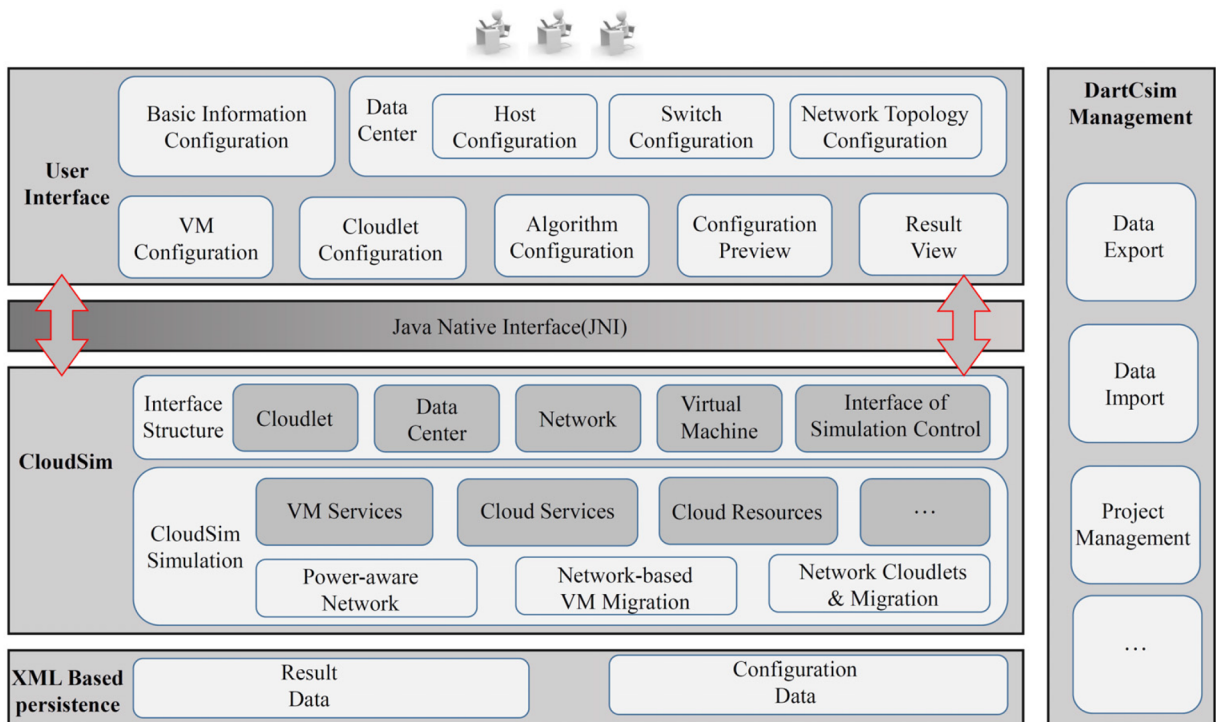 DartCsim
Management
Basic Information
Configuration
Data
Center
Host
Configuration
Switch
Configuration
Network Topology
Configuration
User
Interface
VM
Configuration
Cloudlet
Configuration
Algorithm
Configuration
Configuration
Preview
Result
View
Data
Export
Java Native Interface(JNI)
Data
Import
CloudSim
Interface
Structure
Cloudlet
Data
Center
Network
Virtual
Machine
Interface of
Simulation Control
CloudSim
Simulation
VM Services
Cloud Services
Cloud Resources
...
Power-aware
Network
Network-based
VM Migration
Network Cloudlets
& Migration
Project
Management
...
XML Based
persistence
Result
Data
Configuration
Data